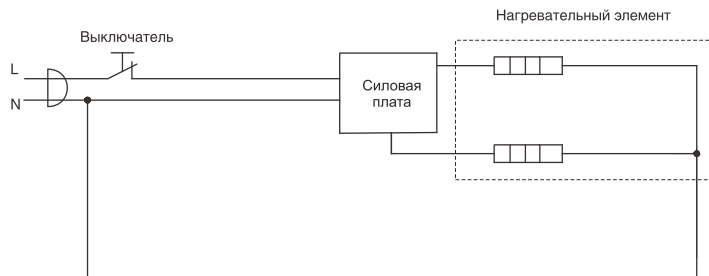 Нагревательный элемент
Выключатель
L
N
Силовая
плата